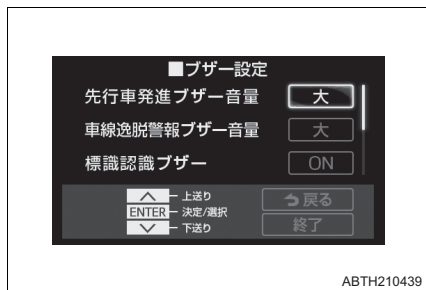 ■ブザー設定
先行車発進ブザー音量 大
車線逸脱警報ブザー音量 大
標識認識ブザー ON
上送り
ENTER 決定/選択
下送り
戻る
終了
ABTH210439